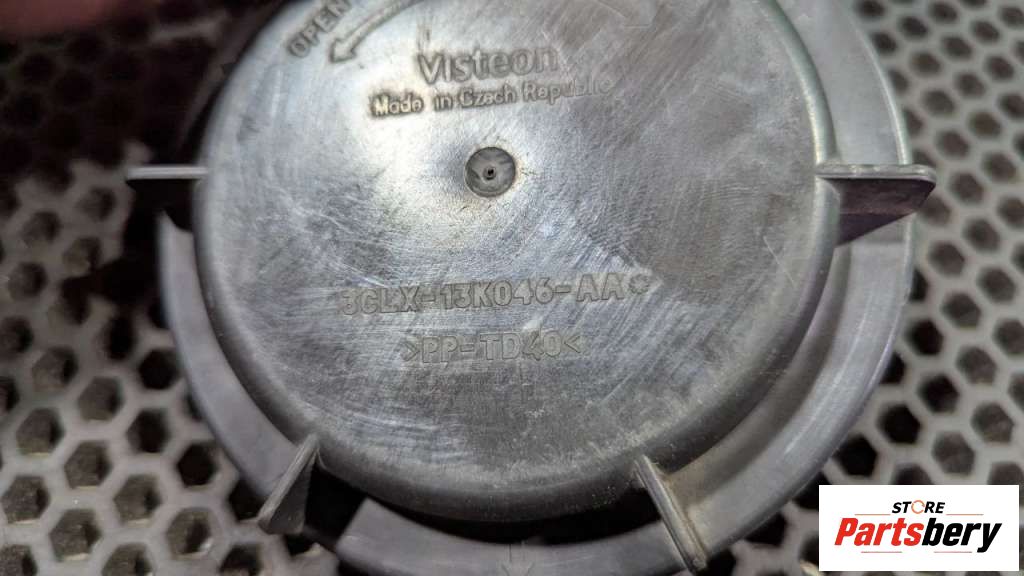 OPEN
Visteon
Made in Czech Republic
3CLX-13K046-AA
>PP-TD40<
STORE
Partsbery